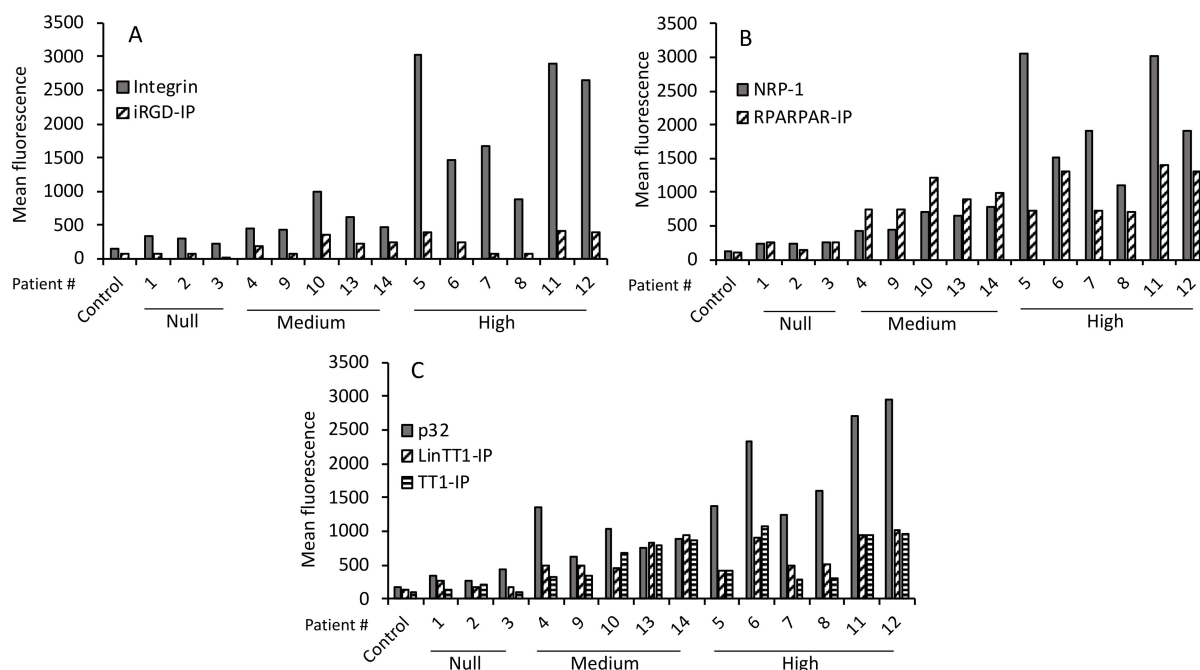 A
Mean fluorescence
3500
3000
2500
2000
1500
1000
500
0
Integrin
iRGD-IP
Patient #
Control 1 2 3 4 9 10 13 14 5 6 7 8 11 12
Null Medium High
B
Mean fluorescence
3500
3000
2500
2000
1500
1000
500
0
NRP-1
RPARPAR-IP
Patient #
Control 1 2 3 4 9 10 13 14 5 6 7 8 11 12
Null Medium High
C
Mean fluorescence
3500
3000
2500
2000
1500
1000
500
0
p32
LinTT1-IP
TT1-IP
Patient #
Control 1 2 3 4 9 10 13 14 5 6 7 8 11 12
Null Medium High